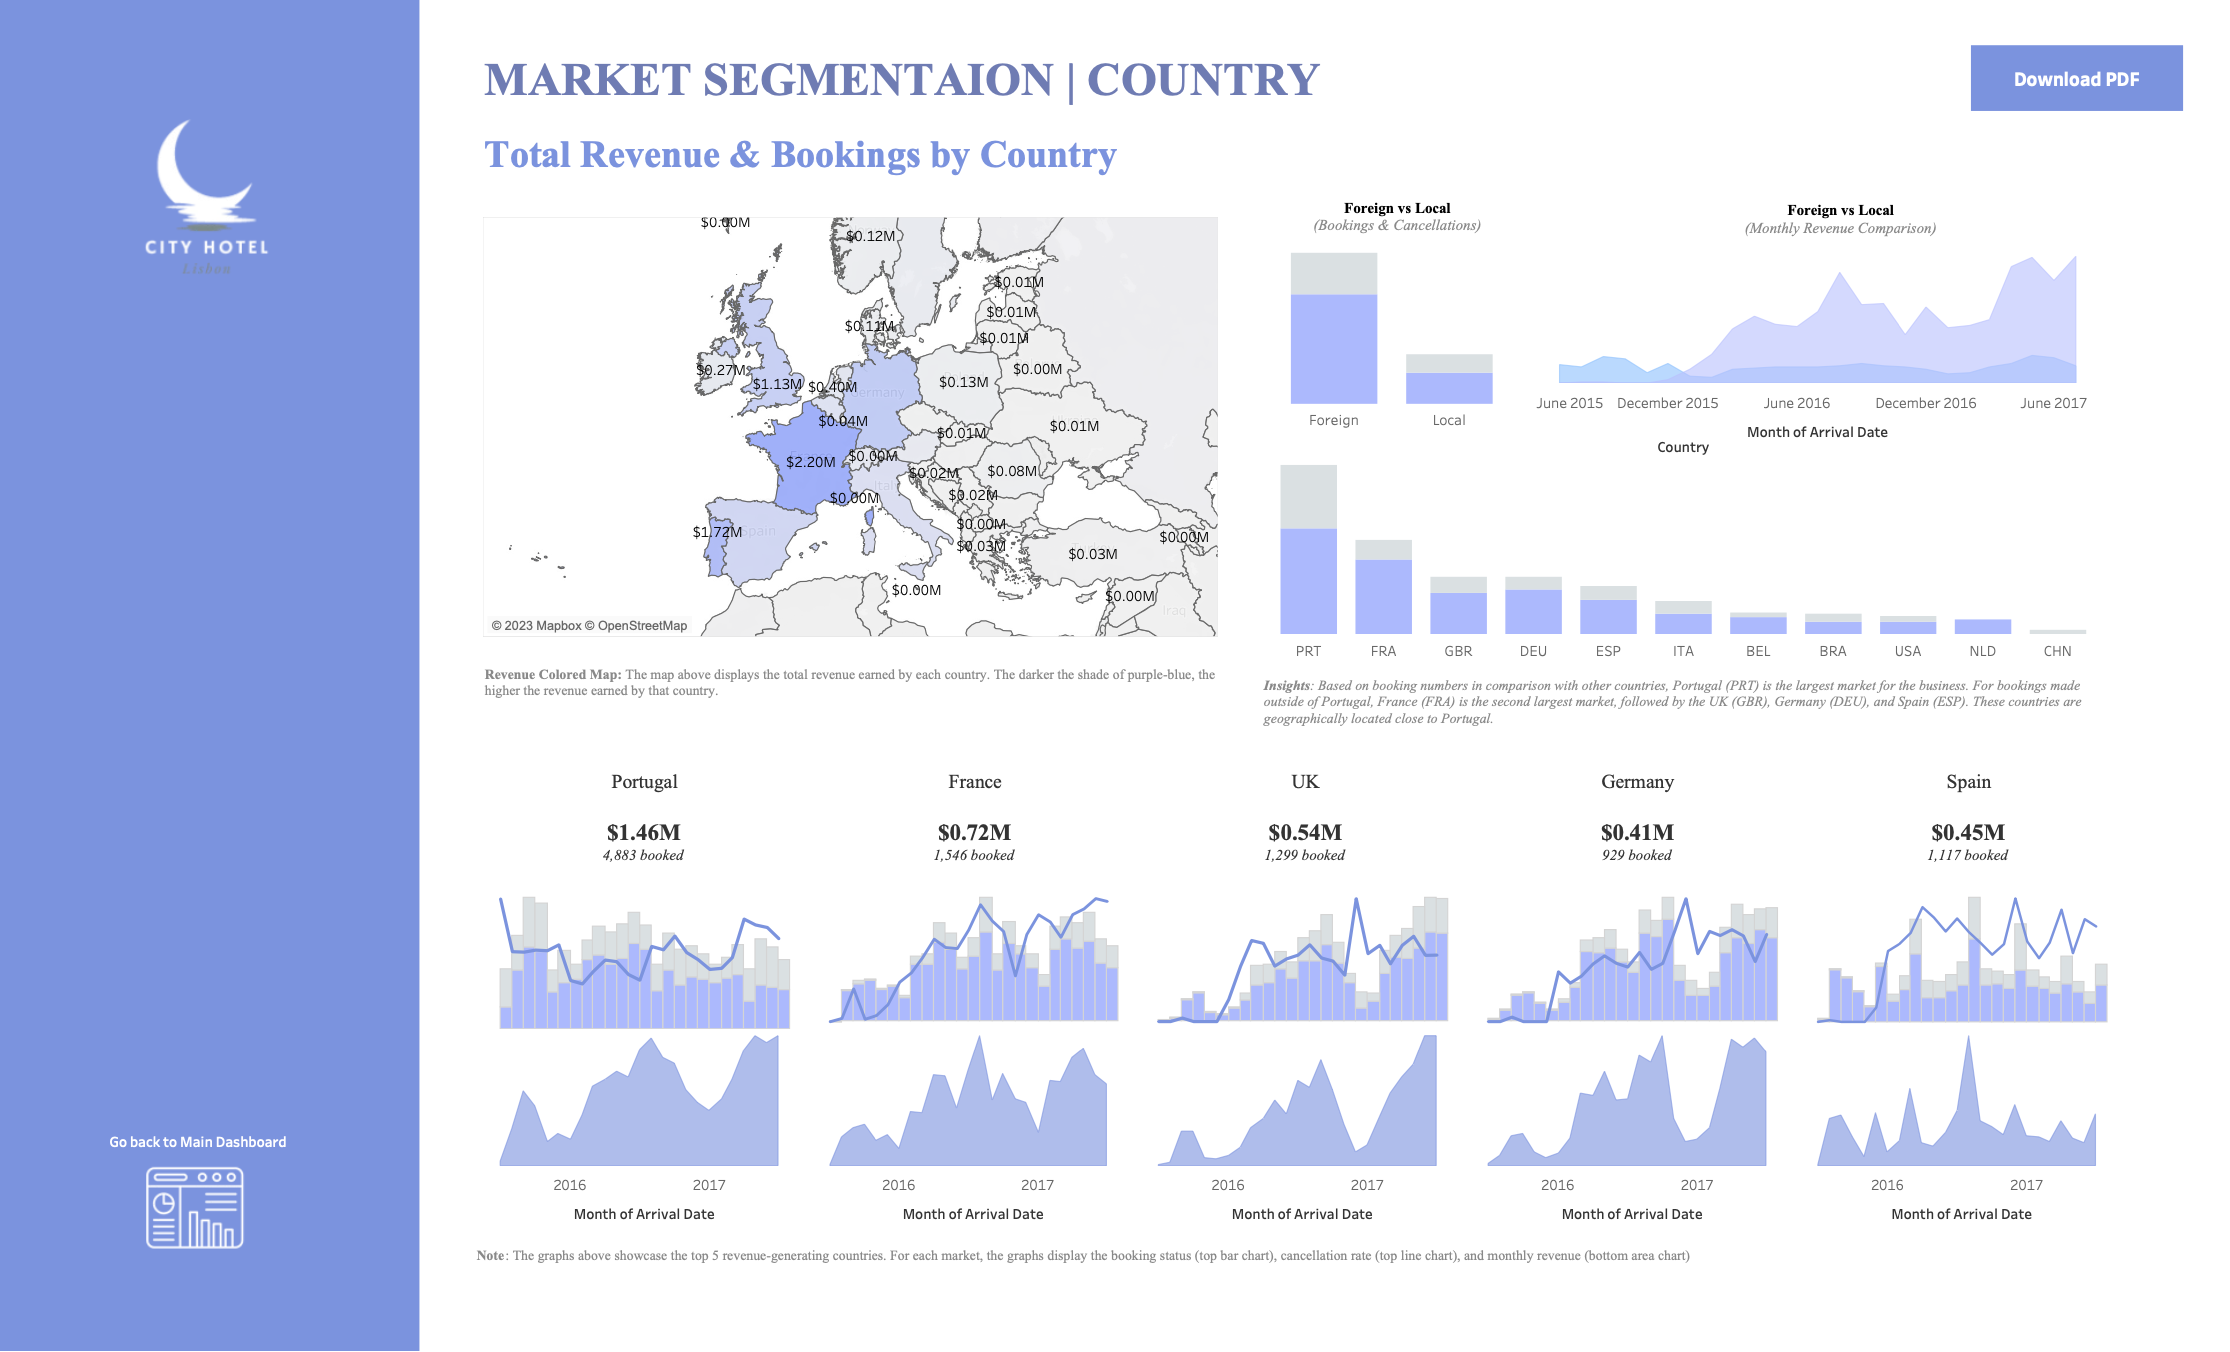 MARKET SEGMENTAION | COUNTRY
Download PDF
Total Revenue & Bookings by Country
CITY HOTEL
Lisbon
$0.00M
$0.12M
$0.01M
$0.01M
$0.11M
$0.01M
$0.27M
$1.13M
$0.40M
Germany
$0.13M
$0.00M
$0.04M
$0.01M
$0.01M
$2.20M
$0.00M
Italy
$0.02M
$0.08M
$0.00M
$0.02M
$1.72M
Spain
$0.00M
$0.03M
$0.03M
$0.00M
$0.00M
$0.00M
Iraq
© 2023 Mapbox © OpenStreetMap
Revenue Colored Map: The map above displays the total revenue earned by each country. The darker the shade of purple-blue, the
higher the revenue earned by that country.
Foreign vs Local
(Bookings & Cancellations)
Foreign
Local
Foreign vs Local
(Monthly Revenue Comparison)
June 2015
December 2015
June 2016
December 2016
June 2017
Month of Arrival Date
Country
PRT
FRA
GBR
DEU
ESP
ITA
BEL
BRA
USA
NLD
CHN
Insights: Based on booking numbers in comparison with other countries, Portugal (PRT) is the largest market for the business. For bookings made
outside of Portugal, France (FRA) is the second largest market, followed by the UK (GBR), Germany (DEU), and Spain (ESP). These countries are
geographically located close to Portugal.
Portugal
$1.46M
4,883 booked
France
$0.72M
1,546 booked
UK
$0.54M
1,299 booked
Germany
$0.41M
929 booked
Spain
$0.45M
1,117 booked
2016
2017
Month of Arrival Date
2016
2017
Month of Arrival Date
2016
2017
Month of Arrival Date
2016
2017
Month of Arrival Date
2016
2017
Month of Arrival Date
Note: The graphs above showcase the top 5 revenue-generating countries. For each market, the graphs display the booking status (top bar chart), cancellation rate (top line chart), and monthly revenue (bottom area chart)
Go back to Main Dashboard